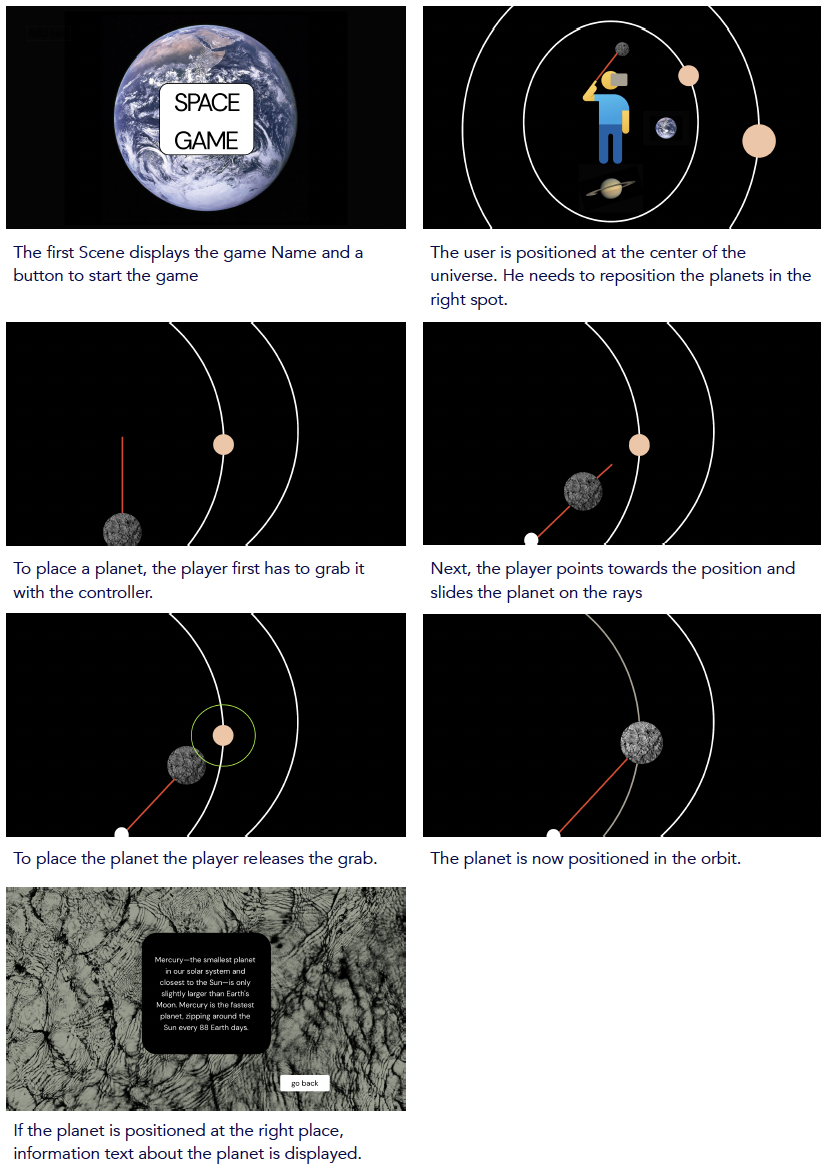 SPACE
GAME
The first Scene displays the game Name and a
button to start the game
The user is positioned at the center of the
universe. He needs to reposition the planets in the
right spot.
To place a planet, the player first has to grab it
with the controller.
Next, the player points towards the position and
slides the planet on the rays
To place the planet the player releases the grab.
The planet is now positioned in the orbit.
Mercury—the smallest planet
in our solar system and
closest to the Sun—is only
slightly larger than Earth's
Moon. Mercury is the fastest
planet, zipping around the
Sun every 88 Earth days.
go back
If the planet is positioned at the right place,
information text about the planet is displayed.